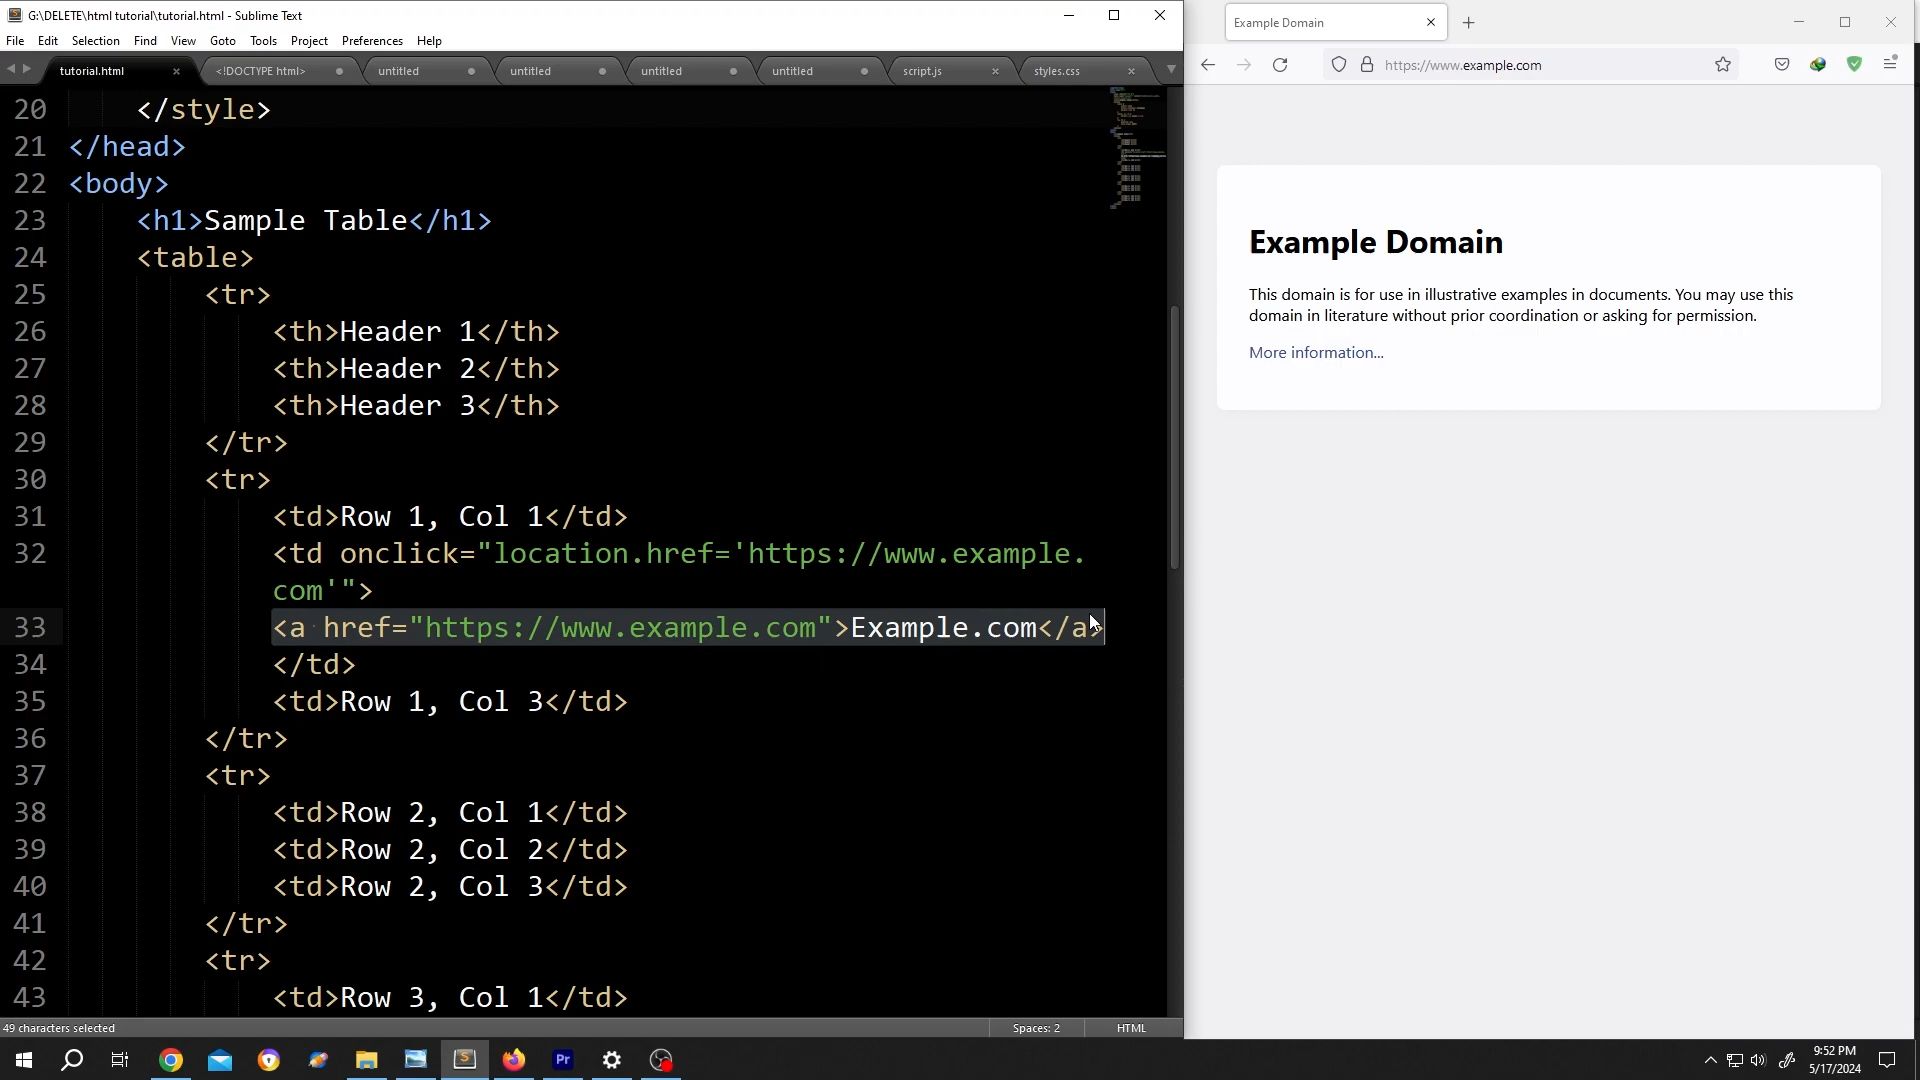 G:\DELETE\html tutorial\tutorial.html - Sublime Text
File Edit Selection Find View Goto Tools Project Preferences Help
tutorial.html <!DOCTYPE html> untitled untitled untitled untitled script.js styles.css
20 </style>
21 </head>
22 <body>
23 <h1>Sample Table</h1>
24 <table>
25 <tr>
26 <th>Header 1</th>
27 <th>Header 2</th>
28 <th>Header 3</th>
29 </tr>
30 <tr>
31 <td>Row 1, Col 1</td>
32 <td onclick="location.href='https://www.example.
com'">
33 <a href="https://www.example.com">Example.com</a>
34 </td>
35 <td>Row 1, Col 3</td>
36 </tr>
37 <tr>
38 <td>Row 2, Col 1</td>
39 <td>Row 2, Col 2</td>
40 <td>Row 2, Col 3</td>
41 </tr>
42 <tr>
43 <td>Row 3, Col 1</td>
49 characters selected Spaces: 2 HTML
Example Domain
https://www.example.com
Example Domain
This domain is for use in illustrative examples in documents. You may use this
domain in literature without prior coordination or asking for permission.
More information...
Pr
9:52 PM
5/17/2024